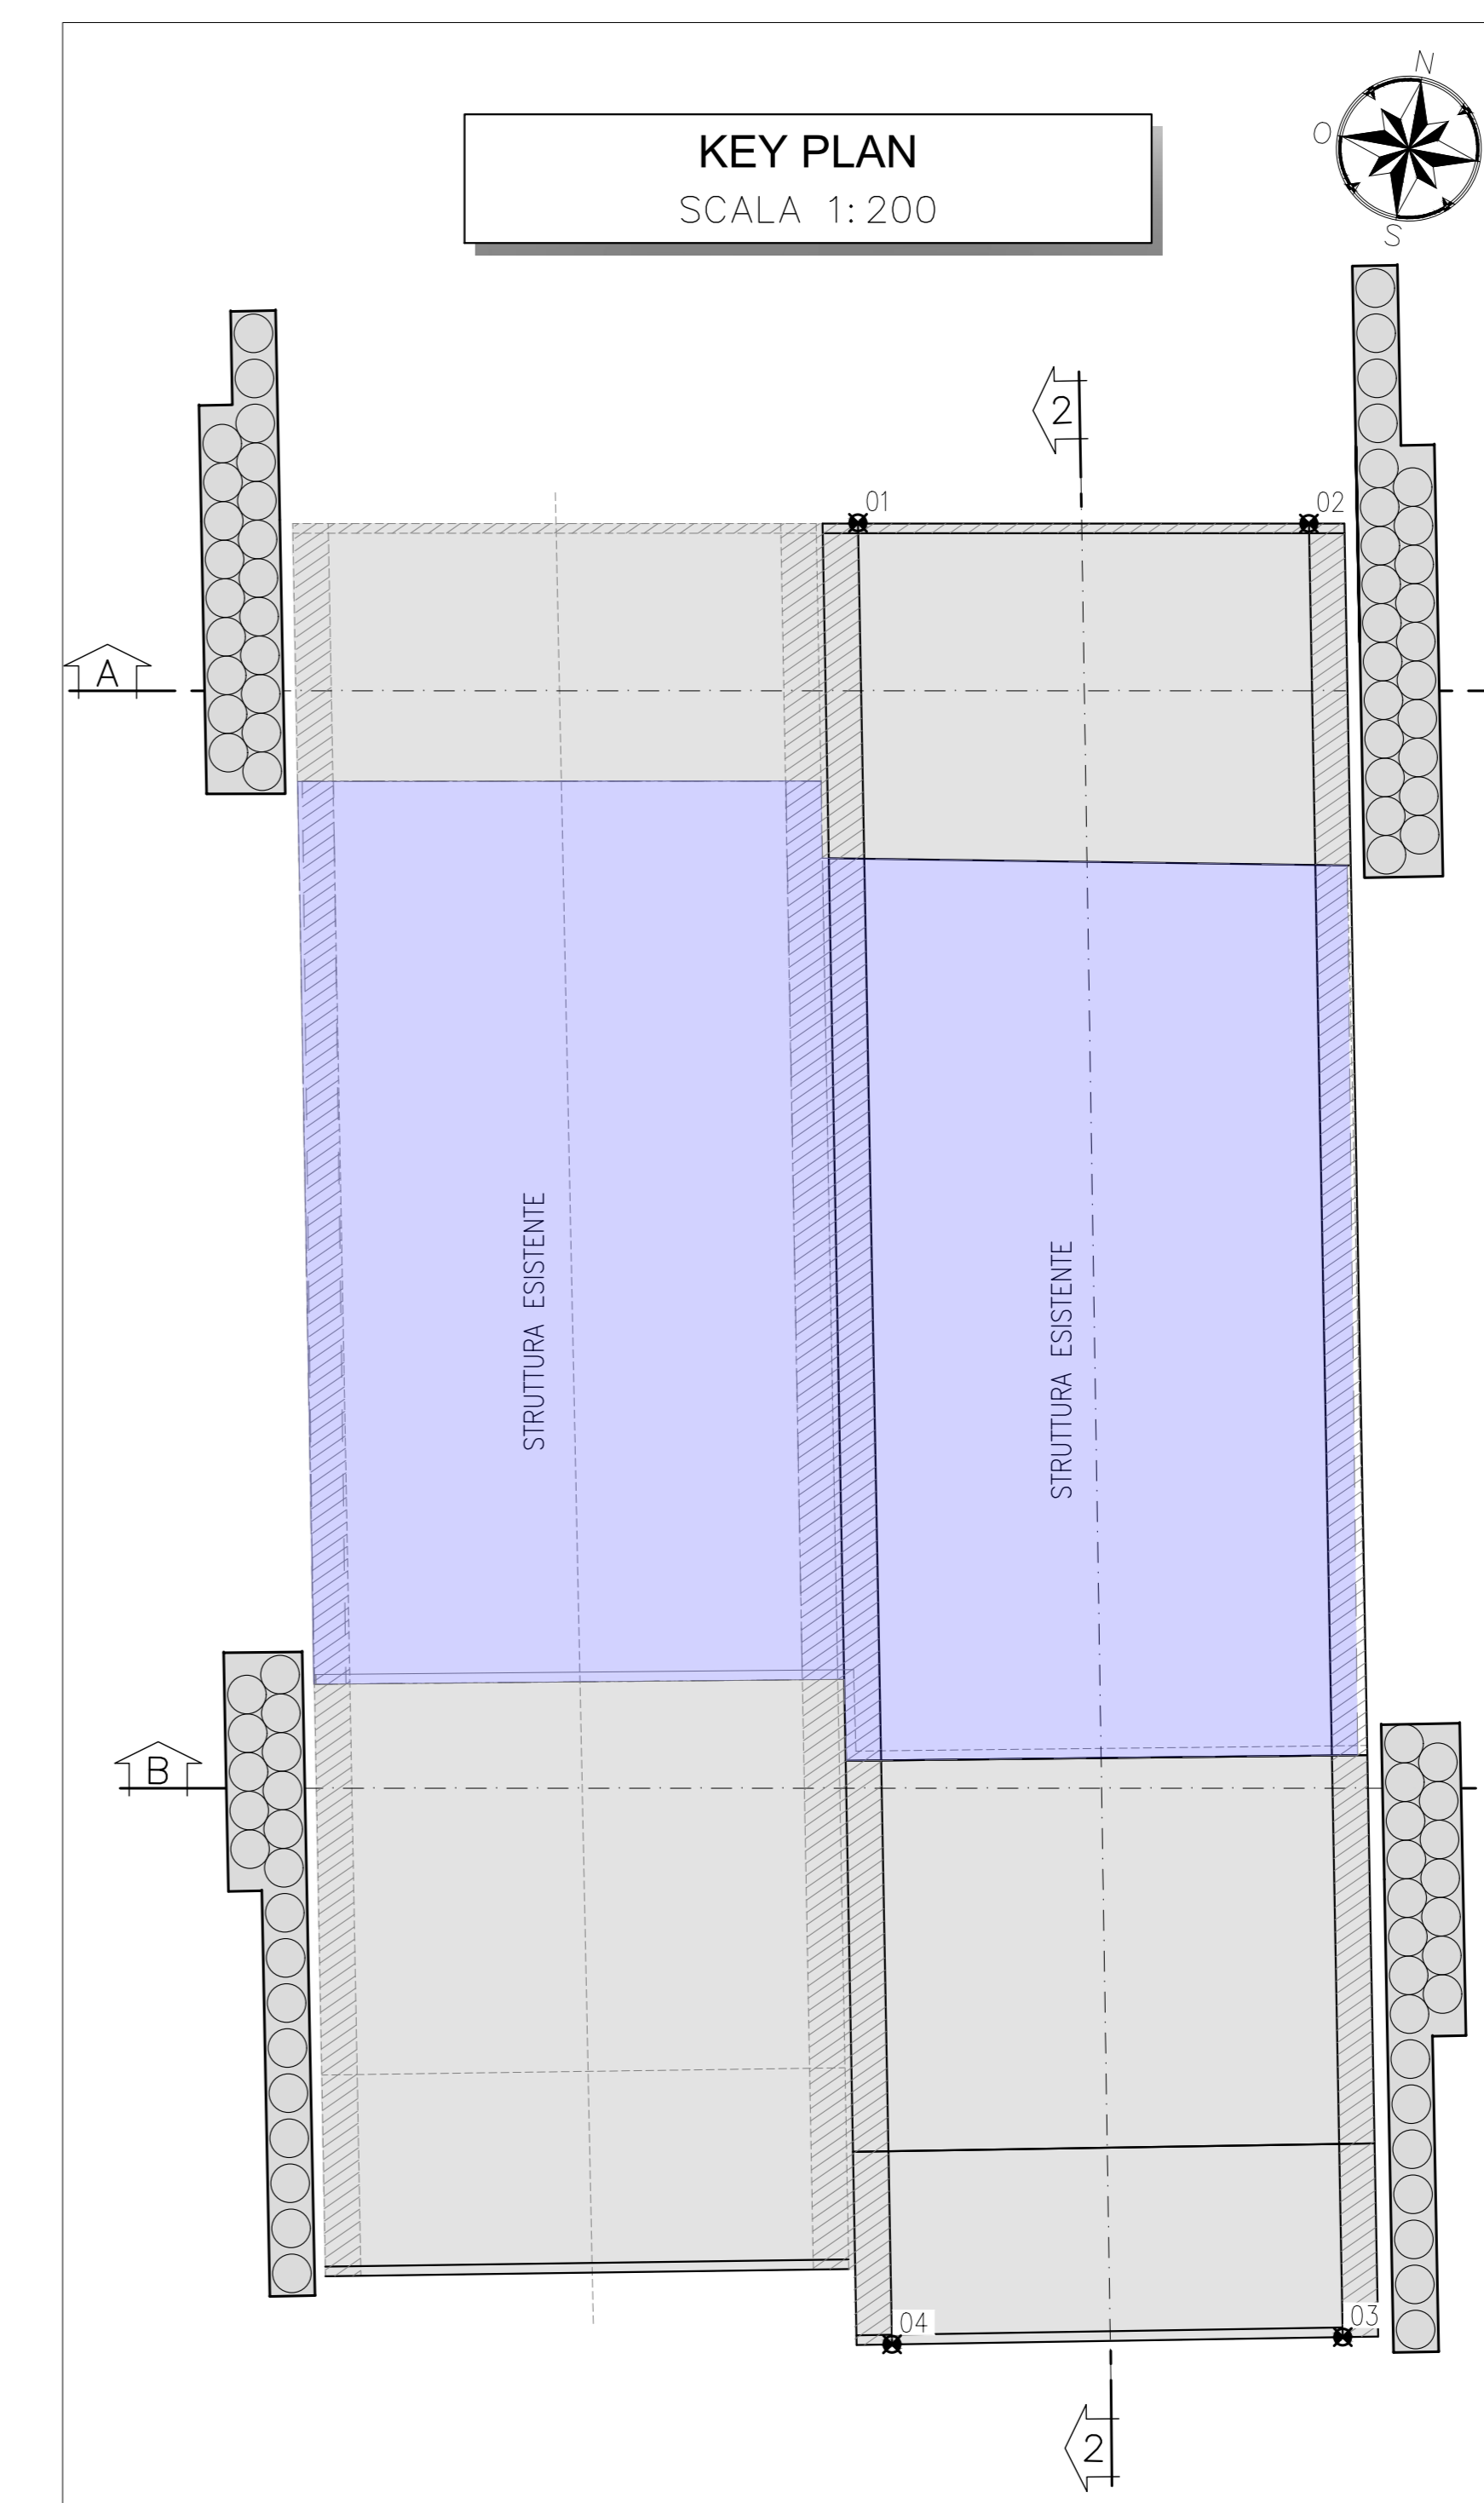 KEY PLAN
SCALA 1:200
N
O
S
2
01
02
A
STRUTTURA ESISTENTE
STRUTTURA ESISTENTE
B
04
03
2